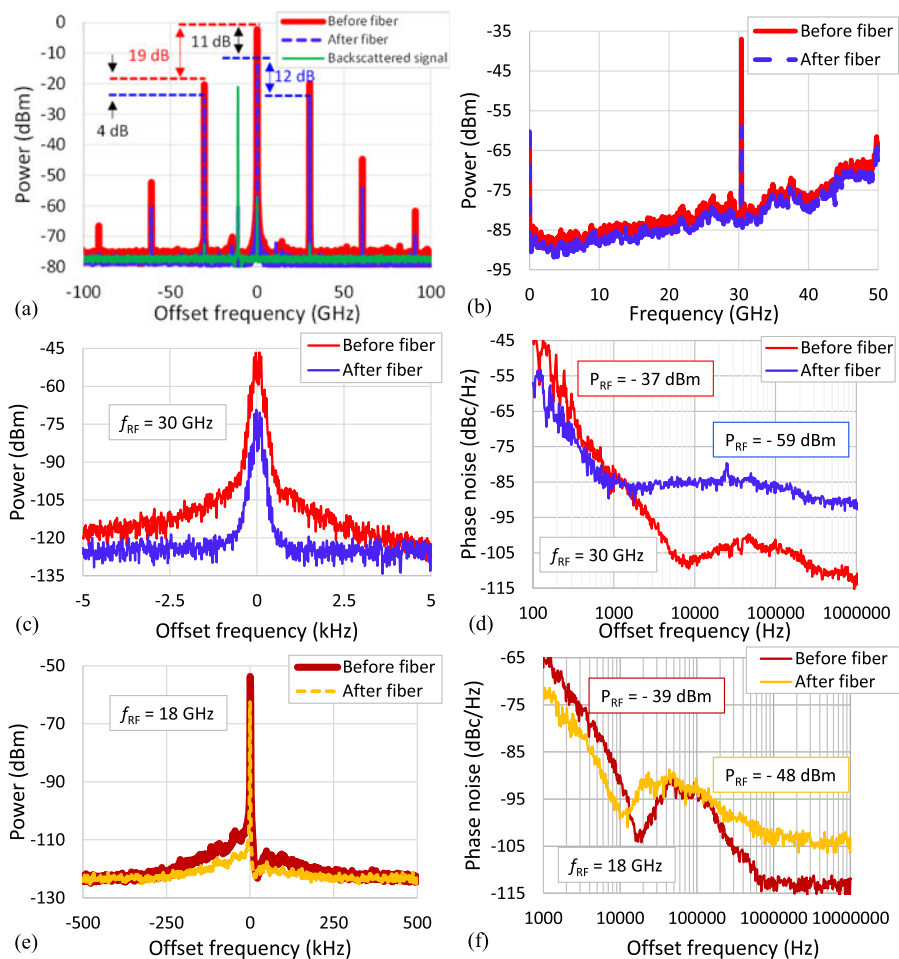 10
0
-10
-20
-30
-40
-50
-60
-70
-80
Power (dBm)
Before fiber
After fiber
Backscattered signal
19 dB
11 dB
12 dB
4 dB
-100
-50
0
50
100
(a)
Offset frequency (GHz)
-35
-45
-55
-65
-75
-85
-95
Power (dBm)
Before fiber
After fiber
0
10
20
30
40
50
(b)
Frequency (GHz)
-45
-60
-75
-90
-105
-120
-135
Power (dBm)
Before fiber
After fiber
fRF = 30 GHz
-5
-2.5
0
2.5
5
(c)
Offset frequency (kHz)
-45
-55
-65
-75
-85
-95
-105
-115
Phase noise (dBc/Hz)
Before fiber
After fiber
PRF = - 37 dBm
PRF = - 59 dBm
fRF = 30 GHz
100
1000
10000
100000
1000000
(d)
Offset frequency (Hz)
-50
-70
-90
-110
-130
Power (dBm)
Before fiber
After fiber
fRF = 18 GHz
-500
-250
0
250
500
(e)
Offset frequency (kHz)
-65
-75
-85
-95
-105
-115
Phase noise (dBc/Hz)
Before fiber
After fiber
PRF = - 39 dBm
PRF = - 48 dBm
fRF = 18 GHz
1000
10000
100000
1000000
10000000
(f)
Offset frequency (Hz)